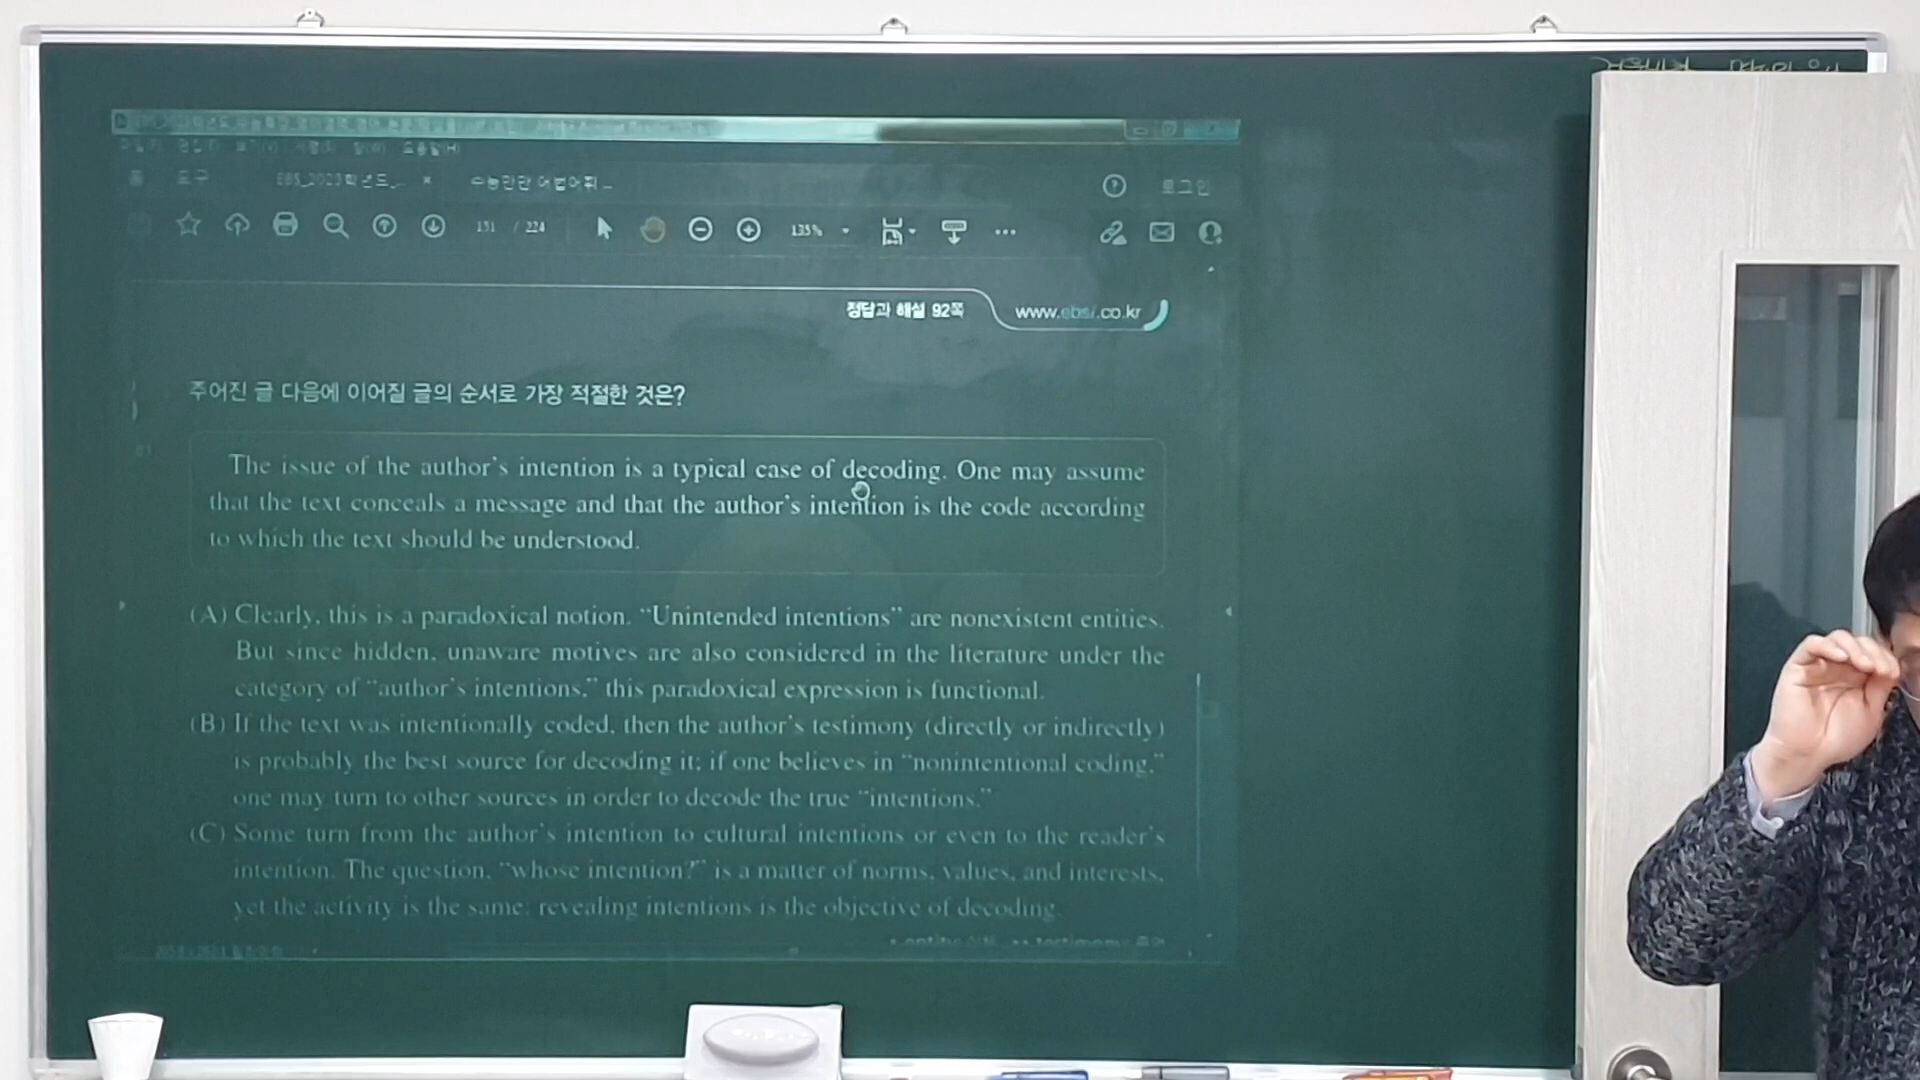 홈 도구 EBS_2023학년도_... × 수능만만 어법어휘 ... ? 로그인
151 / 224 135%
정답과 해설 92쪽 www.ebsi.co.kr
주어진 글 다음에 이어질 글의 순서로 가장 적절한 것은?
01
The issue of the author's intention is a typical case of decoding. One may assume
that the text conceals a message and that the author's intention is the code according
to which the text should be understood.
(A) Clearly, this is a paradoxical notion. “Unintended intentions” are nonexistent entities.
But since hidden, unaware motives are also considered in the literature under the
category of “author's intentions,” this paradoxical expression is functional.
(B) If the text was intentionally coded, then the author's testimony (directly or indirectly)
is probably the best source for decoding it; if one believes in “nonintentional coding,”
one may turn to other sources in order to decode the true “intentions.”
(C) Some turn from the author's intention to cultural intentions or even to the reader's
intention. The question, “whose intention?” is a matter of norms, values, and interests,
yet the activity is the same: revealing intentions is the objective of decoding.